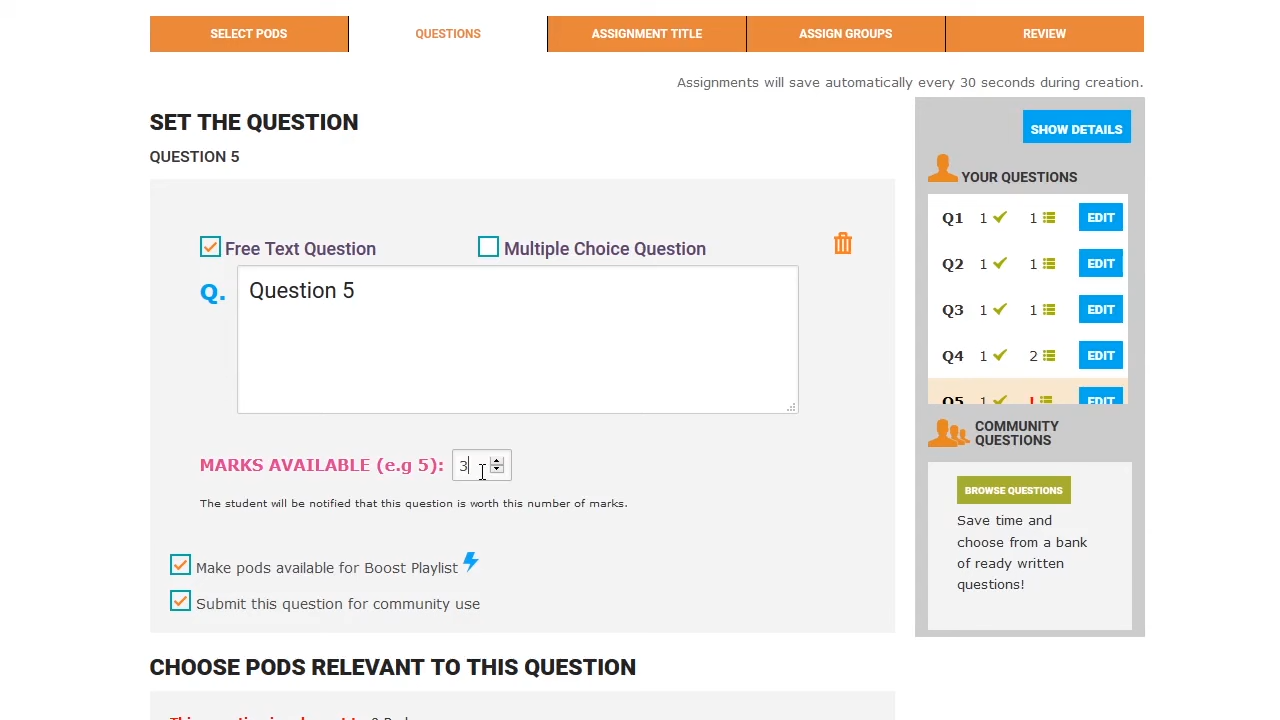 SELECT PODS QUESTIONS ASSIGNMENT TITLE ASSIGN GROUPS REVIEW
Assignments will save automatically every 30 seconds during creation.
SET THE QUESTION
QUESTION 5
Free Text Question Multiple Choice Question
Q. Question 5
MARKS AVAILABLE (e.g 5): 3
The student will be notified that this question is worth this number of marks.
Make pods available for Boost Playlist
Submit this question for community use
CHOOSE PODS RELEVANT TO THIS QUESTION
SHOW DETAILS
YOUR QUESTIONS
Q1 1 1 EDIT
Q2 1 1 EDIT
Q3 1 1 EDIT
Q4 1 2 EDIT
Q5 1 ! EDIT
COMMUNITY
QUESTIONS
BROWSE QUESTIONS
Save time and
choose from a bank
of ready written
questions!